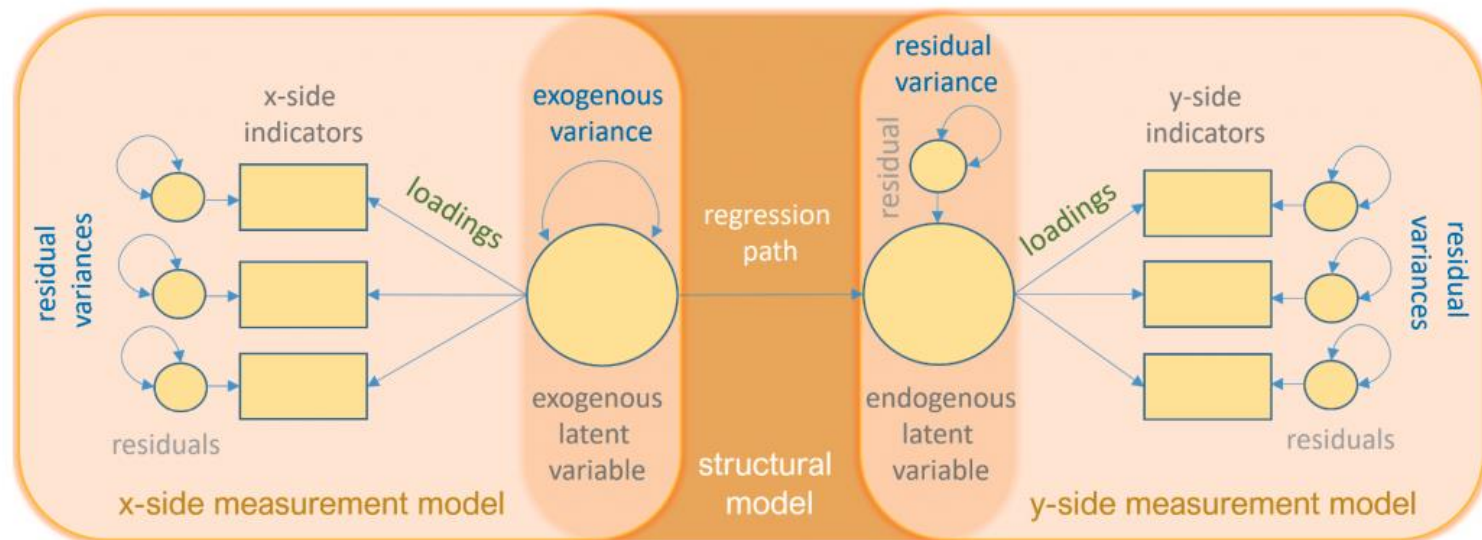 residual
variances
x-side
indicators
loadings
residuals
x-side measurement model
exogenous
variance
exogenous
latent
variable
regression
path
structural
model
residual
variance
residual
endogenous
latent
variable
loadings
y-side
indicators
residuals
residual
variances
y-side measurement model